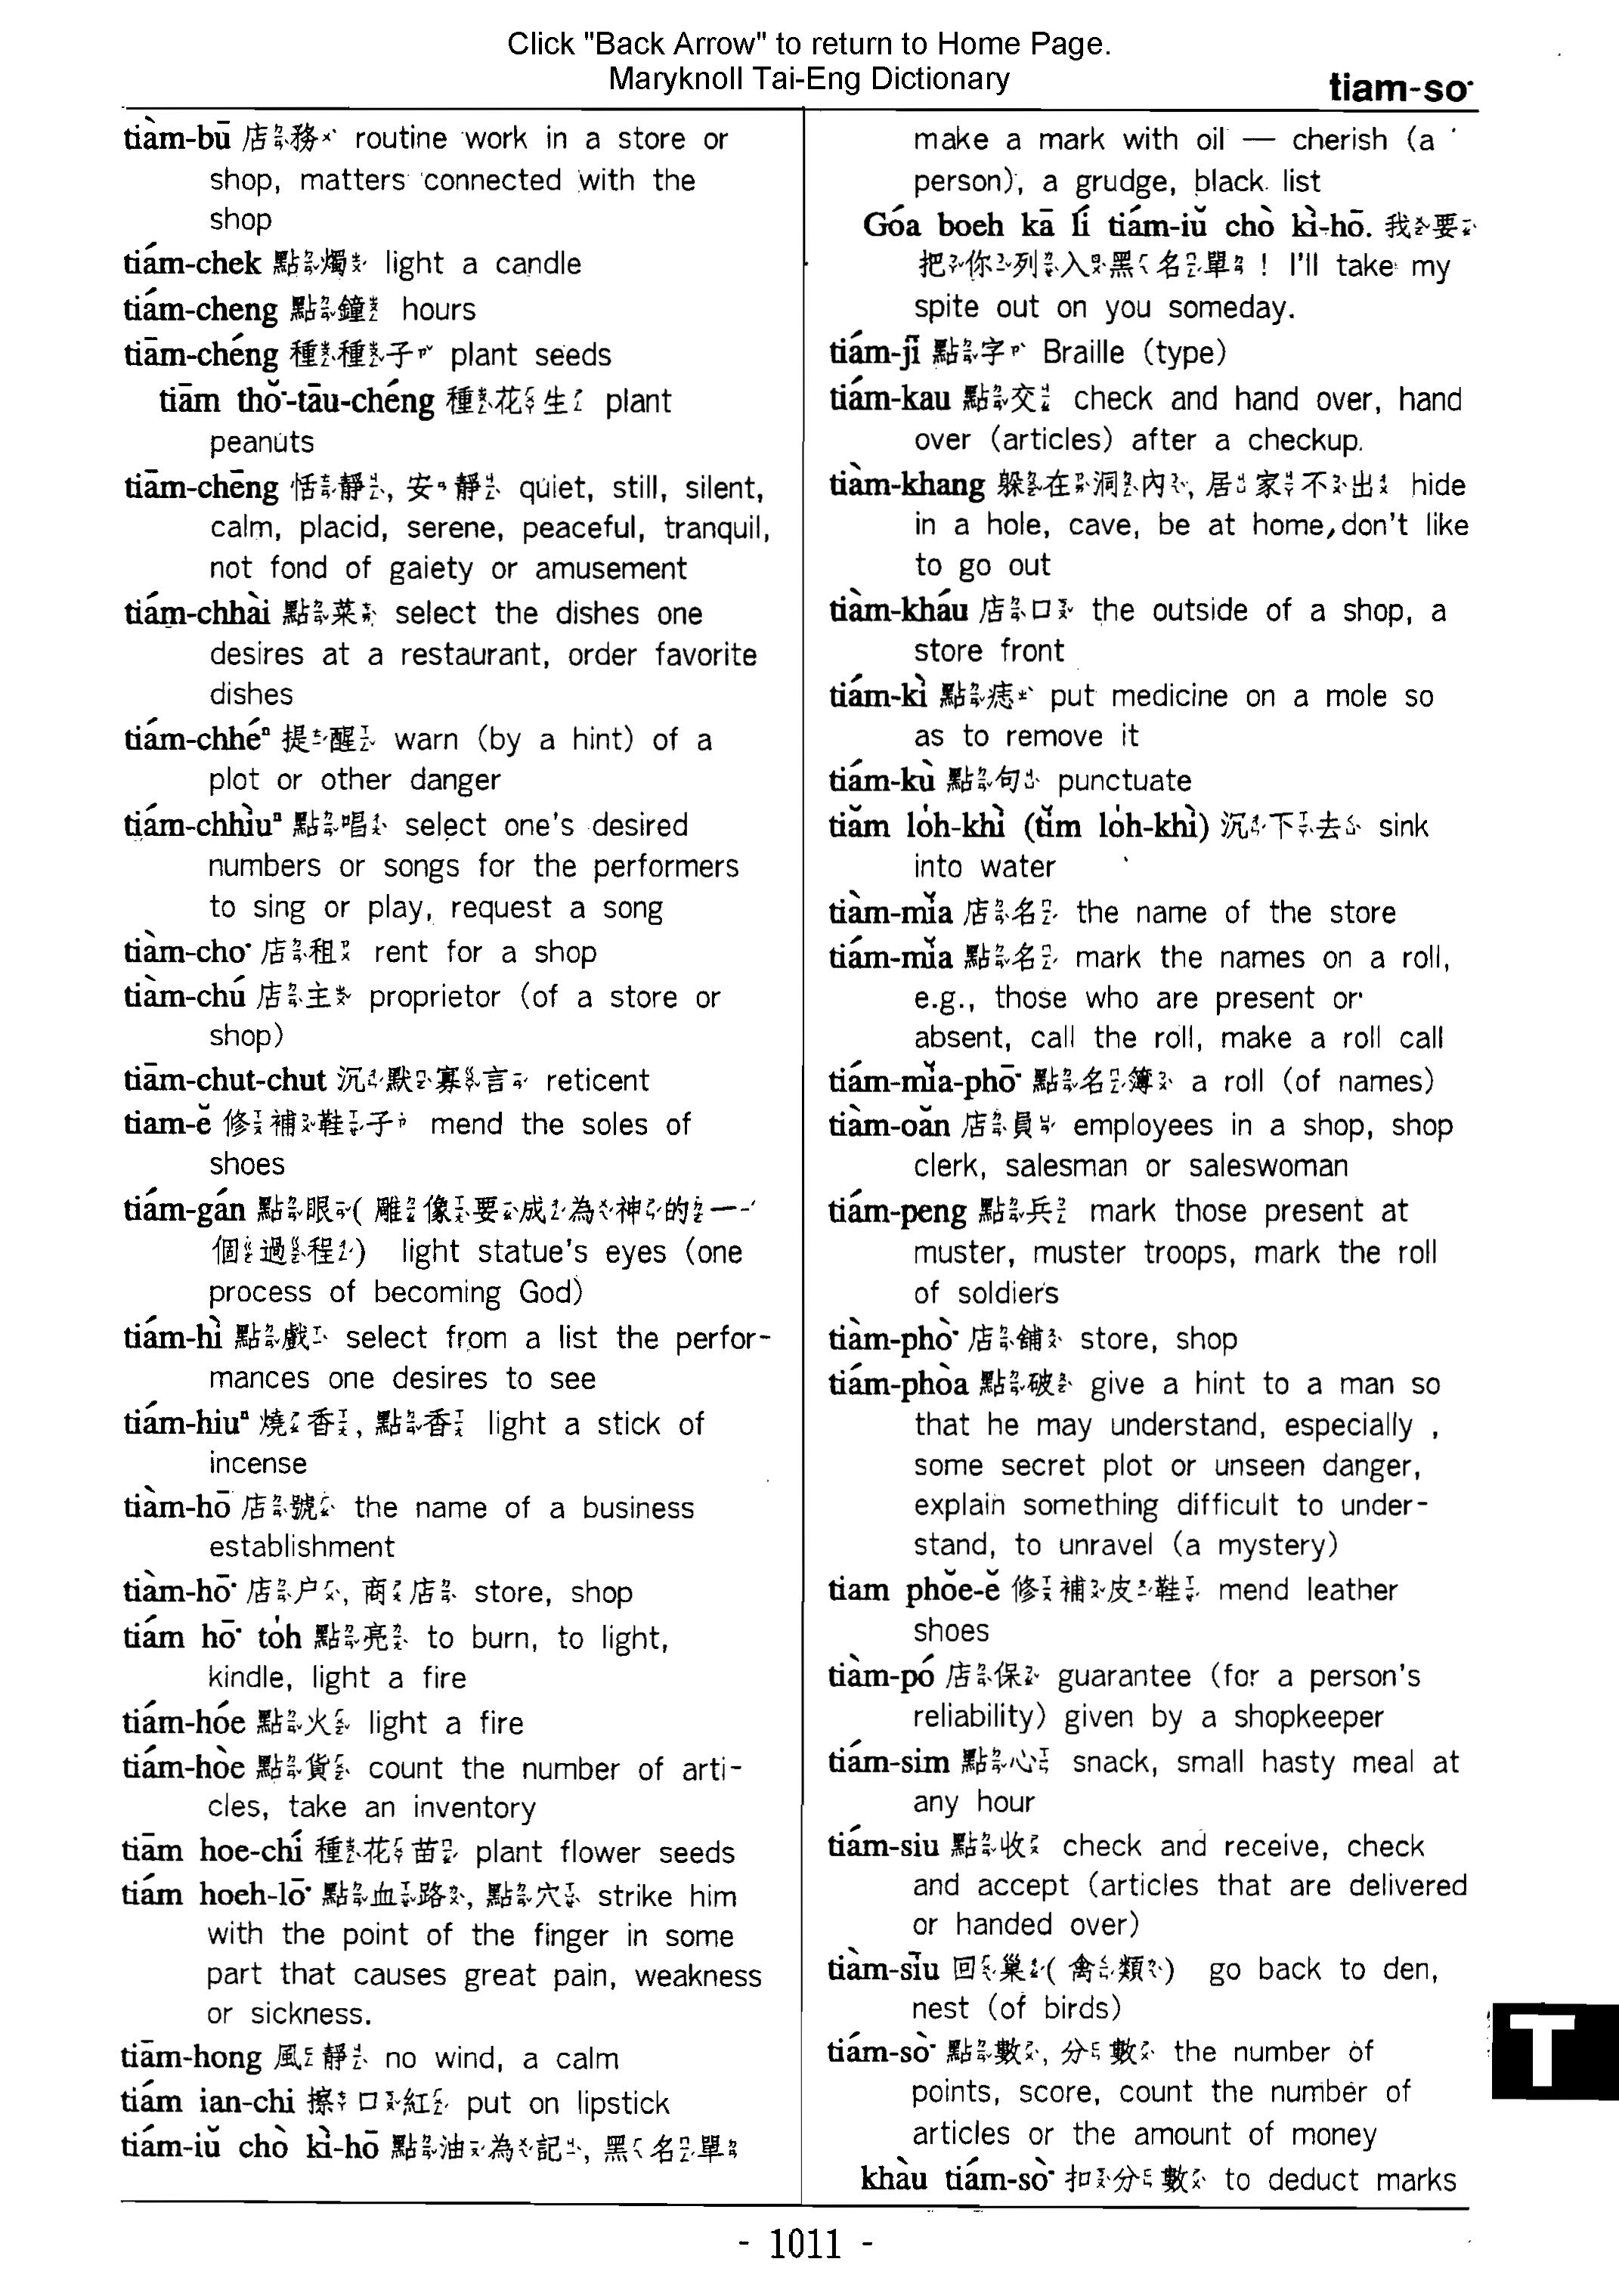 Click "Back Arrow" to return to Home Page.
Maryknoll Tai-Eng Dictionary
tiam-so͘
tiàm-bū 店務 routine work in a store or
shop, matters connected with the
shop
tiám-chek 點燭 light a candle
tiám-cheng 點鐘 hours
tiām-chéng 種種子 plant seeds
tiām thŏ͘-tāu-chéng 種花生 plant
peanuts
tiām-chēng 恬靜, 安靜 quiet, still, silent,
calm, placid, serene, peaceful, tranquil,
not fond of gaiety or amusement
tiám-chhài 點菜 select the dishes one
desires at a restaurant, order favorite
dishes
tiám-chhéⁿ 提醒 warn (by a hint) of a
plot or other danger
tiám-chhiùⁿ 點唱 select one's desired
numbers or songs for the performers
to sing or play, request a song
tiàm-cho͘ 店租 rent for a shop
tiàm-chú 店主 proprietor (of a store or
shop)
tiām-chut-chut 沉默寡言 reticent
tiam-ĕ 修補鞋子 mend the soles of
shoes
tiám-gán 點眼(雕像要成為神的一
個過程) light statue's eyes (one
process of becoming God)
tiám-hì 點戲 select from a list the perfor-
mances one desires to see
tiám-hiuⁿ 燒香, 點香 light a stick of
incense
tiàm-hō 店號 the name of a business
establishment
tiàm-hō͘ 店户, 商店 store, shop
tiám hō͘ to̍h 點亮 to burn, to light,
kindle, light a fire
tiám-hóe 點火 light a fire
tiám-hòe 點貨 count the number of arti-
cles, take an inventory
tiām hoe-chí 種花苗 plant flower seeds
tiám hoeh-lō͘ 點血路, 點穴 strike him
with the point of the finger in some
part that causes great pain, weakness
or sickness.
tiām-hong 風靜 no wind, a calm
tiám ian-chi 擦口紅 put on lipstick
tiám-iŭ chò kì-hō 點油為記, 黑名單
make a mark with oil — cherish (a
person), a grudge, black list
Góa boeh kā lí tiám-iŭ chò kì-hō. 我要
把你列入黑名單! I'll take my
spite out on you someday.
tiám-jī 點字 Braille (type)
tiám-kau 點交 check and hand over, hand
over (articles) after a checkup.
tiàm-khang 躲在洞內, 居家不出 hide
in a hole, cave, be at home, don't like
to go out
tiàm-kháu 店口 the outside of a shop, a
store front
tiám-kì 點痣 put medicine on a mole so
as to remove it
tiám-kù 點句 punctuate
tiăm lo̍h-khì (tĭm lo̍h-khì) 沉下去 sink
into water
tiàm-mĭa 店名 the name of the store
tiám-mĭa 點名 mark the names on a roll,
e.g., those who are present or
absent, call the roll, make a roll call
tiám-mĭa-phō͘ 點名簿 a roll (of names)
tiàm-oăn 店員 employees in a shop, shop
clerk, salesman or saleswoman
tiám-peng 點兵 mark those present at
muster, muster troops, mark the roll
of soldiers
tiàm-phò͘ 店舖 store, shop
tiám-phòa 點破 give a hint to a man so
that he may understand, especially ,
some secret plot or unseen danger,
explain something difficult to under-
stand, to unravel (a mystery)
tiam phŏe-ĕ 修補皮鞋 mend leather
shoes
tiàm-pó 店保 guarantee (for a person's
reliability) given by a shopkeeper
tiám-sim 點心 snack, small hasty meal at
any hour
tiám-siu 點收 check and receive, check
and accept (articles that are delivered
or handed over)
tiàm-sīu 回巢(禽類) go back to den,
nest (of birds)
tiám-sò͘ 點數, 分數 the number of
points, score, count the number of
articles or the amount of money
khàu tiám-sò͘ 扣分數 to deduct marks
T
- 1011 -